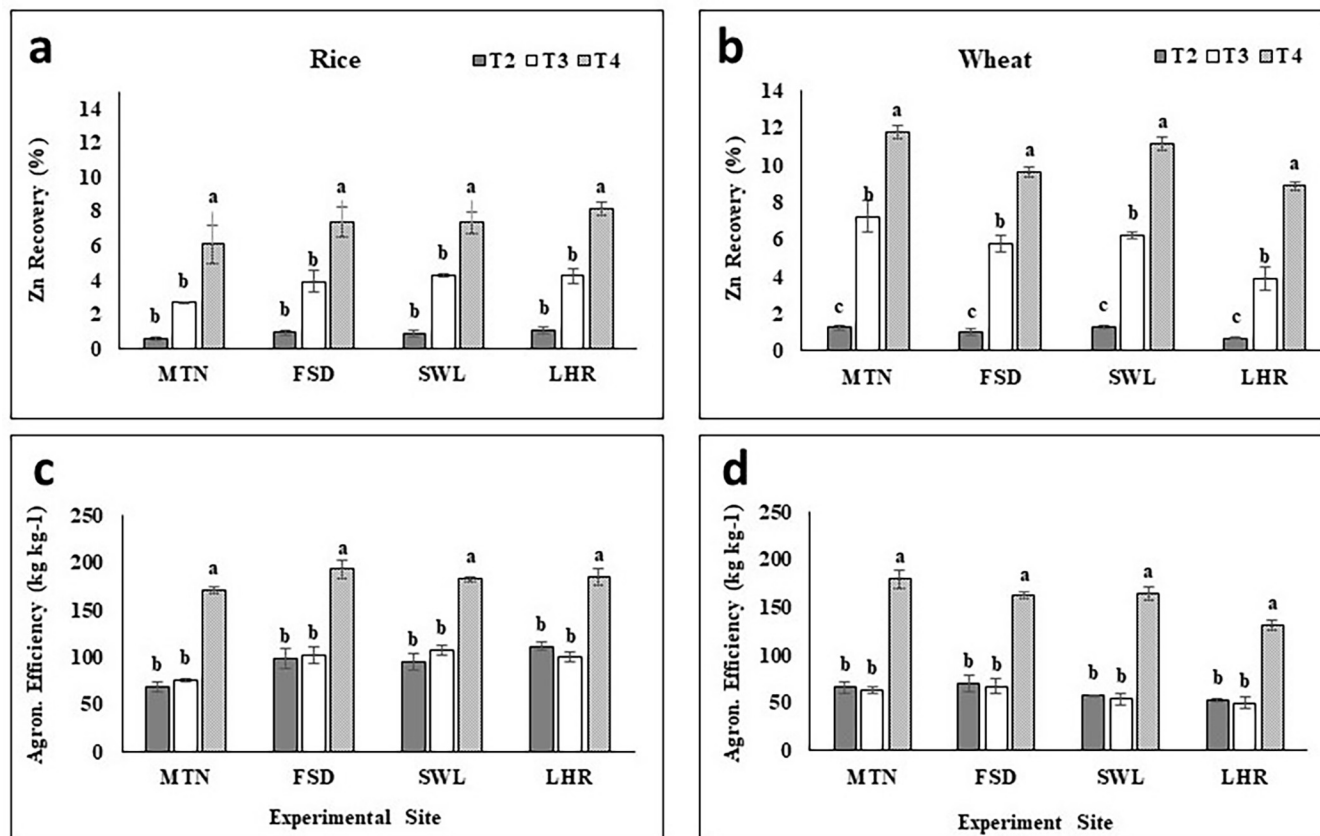 a
Rice
T2 T3 T4
Zn Recovery (%)
14
12
10
8
6
4
2
0
b b a
b b a
b b a
b b a
MTN FSD SWL LHR
b
Wheat
T2 T3 T4
Zn Recovery (%)
14
12
10
8
6
4
2
0
c b a
c b a
c b a
c b a
MTN FSD SWL LHR
c
Agron. Efficiency (kg kg-1)
250
200
150
100
50
0
b b a
b b a
b b a
b b a
MTN FSD SWL LHR
Experimental Site
d
Agron. Efficiency (kg kg-1)
250
200
150
100
50
0
b b a
b b a
b b a
b b a
MTN FSD SWL LHR
Experiment Site